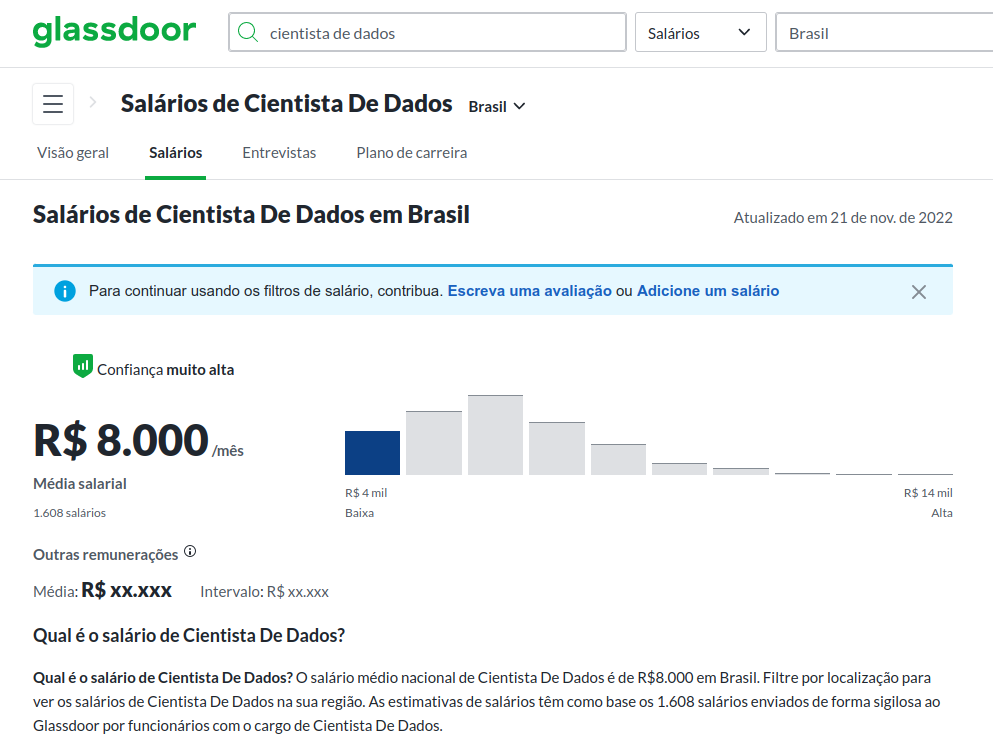 glassdoor
cientista de dados
Salários
Brasil
Salários de Cientista De Dados
Brasil
Visão geral
Salários
Entrevistas
Plano de carreira
Salários de Cientista De Dados em Brasil
Atualizado em 21 de nov. de 2022
Para continuar usando os filtros de salário, contribua. Escreva uma avaliação ou Adicione um salário
Confiança muito alta
R$ 8.000 /mês
Média salarial
1.608 salários
R$ 4 mil
Baixa
R$ 14 mil
Alta
Outras remunerações
Média: R$ xx.xxx
Intervalo: R$ xx.xxx
Qual é o salário de Cientista De Dados?
Qual é o salário de Cientista De Dados? O salário médio nacional de Cientista De Dados é de R$8.000 em Brasil. Filtre por localização para
ver os salários de Cientista De Dados na sua região. As estimativas de salários têm como base os 1.608 salários enviados de forma sigilosa ao
Glassdoor por funcionários com o cargo de Cientista De Dados.